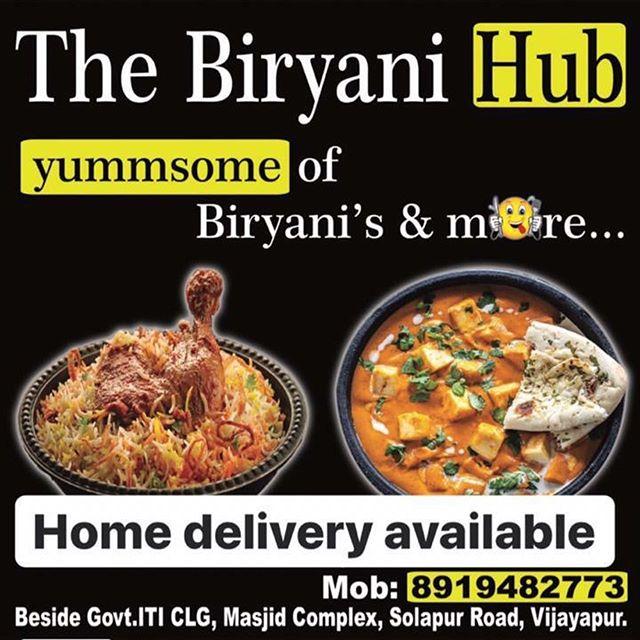 The Biryani Hub
yummsome of
Biryani's & more...
Home delivery available
Mob: 8919482773
Beside Govt.ITI CLG, Masjid Complex, Solapur Road, Vijayapur.